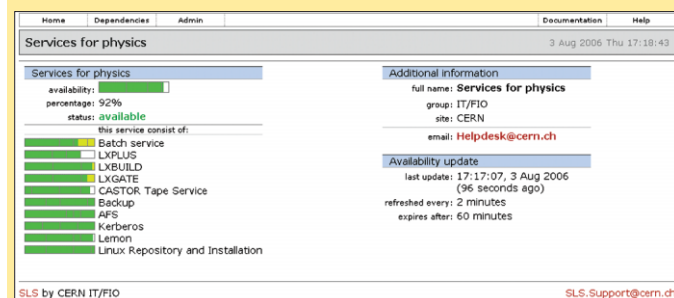 Home Dependencies Admin Documentation Help
Services for physics 3 Aug 2006 Thu 17:18:43
Services for physics
availability:
percentage: 92%
status: available
this service consist of:
Batch service
LXPLUS
LXBUILD
LXGATE
CASTOR Tape Service
Backup
AFS
Kerberos
Lemon
Linux Repository and Installation
Additional information
full name: Services for physics
group: IT/FIO
site: CERN
email: Helpdesk@cern.ch
Availability update
last update: 17:17:07, 3 Aug 2006
(96 seconds ago)
refreshed every: 2 minutes
expires after: 60 minutes
SLS by CERN IT/FIO SLS.Support@cern.ch